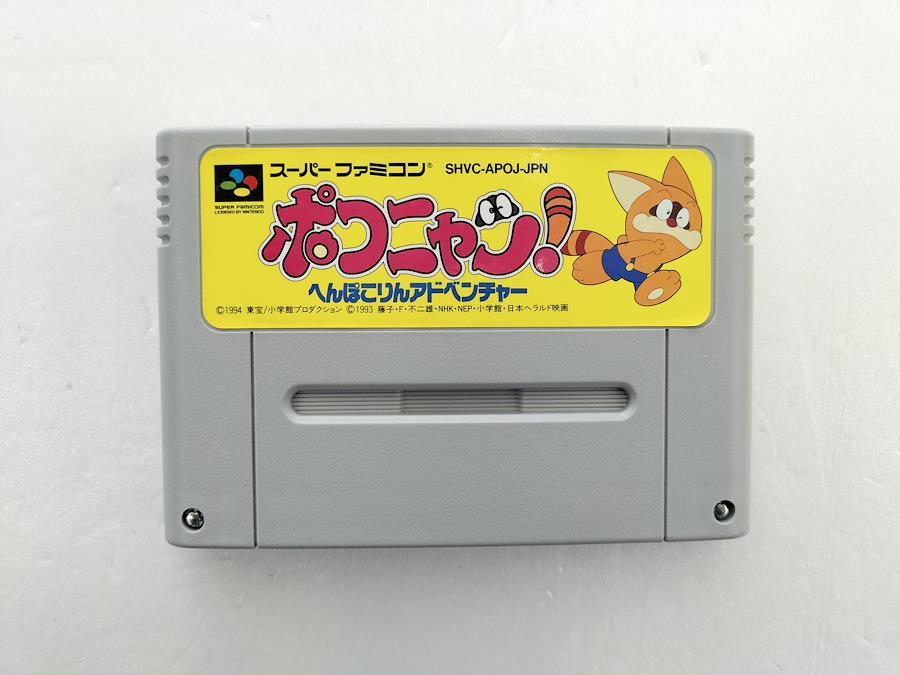 スーパーファミコン® SHVC-APOJ-JPN
SUPER FAMICOM
LICENSED BY NINTENDO
ポコニャン!
へんぽこりんアドベンチャー
©1994 東宝/小学館プロダクション ©1993 藤子・F・不二雄・NHK・NEP・小学館・日本ヘラルド映画